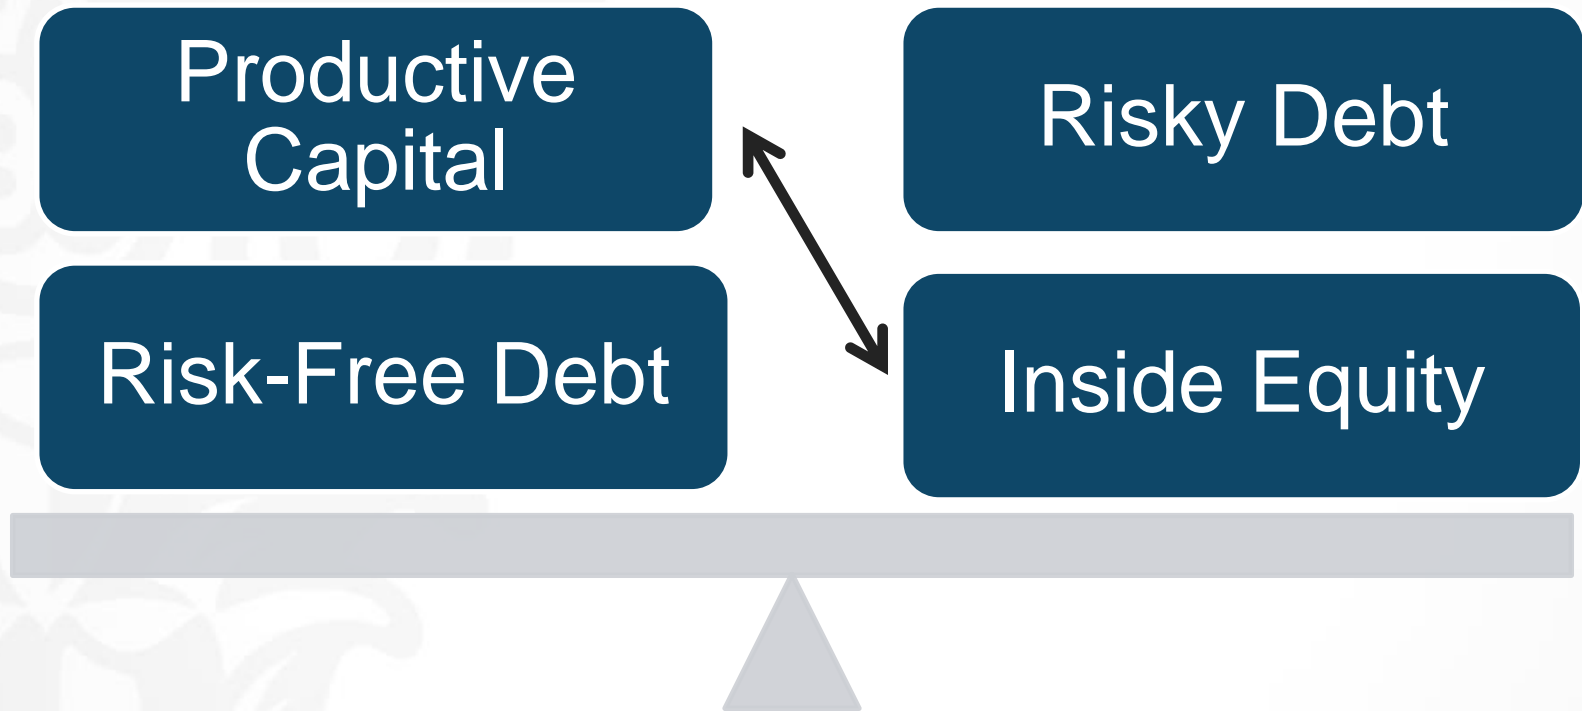 Productive
Capital
Risky Debt
Risk-Free Debt
Inside Equity